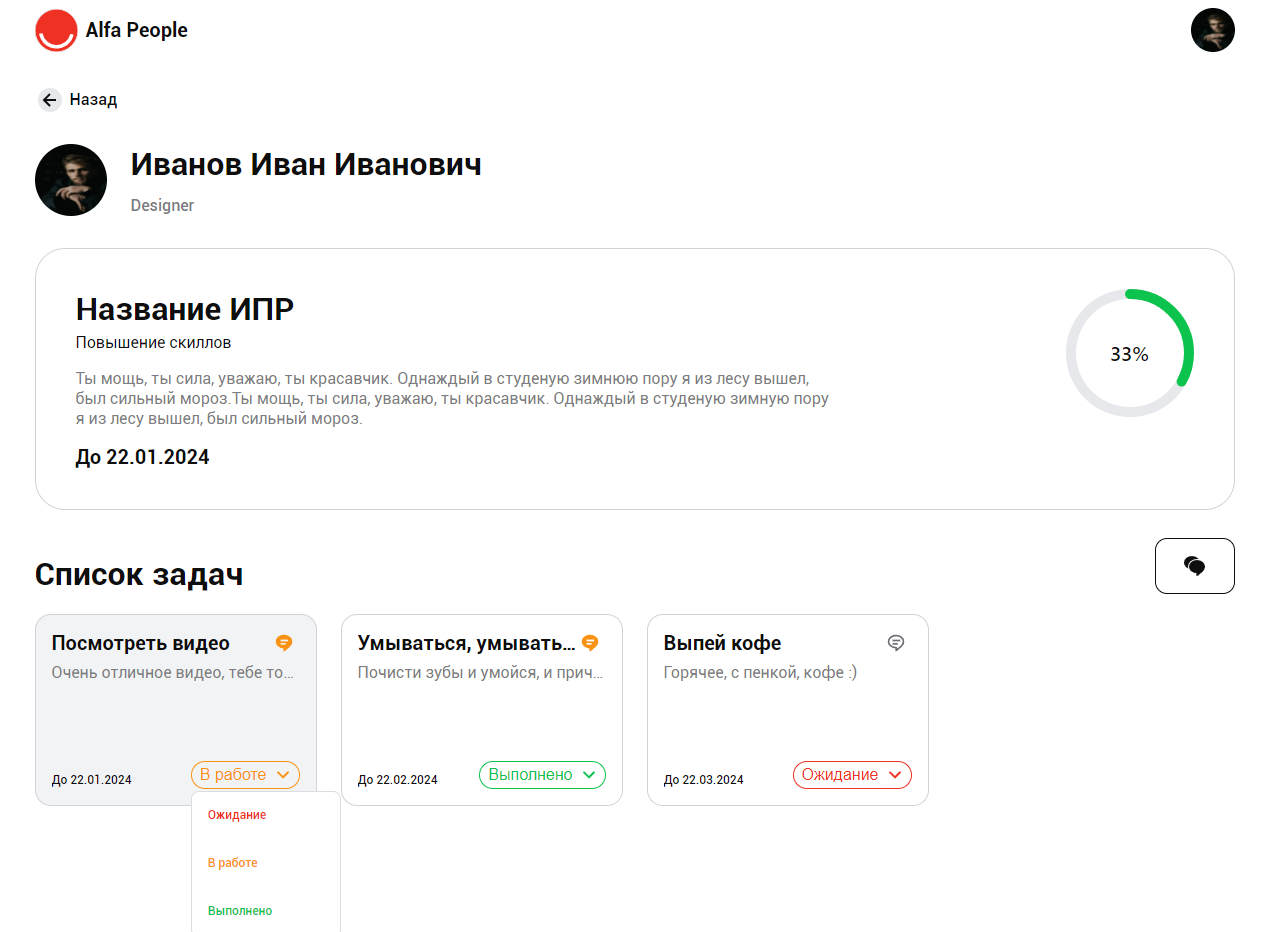 Alfa People
Назад
Иванов Иван Иванович
Designer
Название ИПР
Повышение скиллов
33%
Ты мощь, ты сила, уважаю, ты красавчик. Однаждый в студеную зимнюю пору я из лесу вышел,
был сильный мороз.Ты мощь, ты сила, уважаю, ты красавчик. Однаждый в студеную зимную пору
я из лесу вышел, был сильный мороз.
До 22.01.2024
Список задач
Посмотреть видео
Очень отличное видео, тебе то...
До 22.01.2024
В работе
Ожидание
В работе
Выполнено
Умываться, умывать...
Почисти зубы и умойся, и прич...
До 22.02.2024
Выполнено
Выпей кофе
Горячее, с пенкой, кофе :)
До 22.03.2024
Ожидание